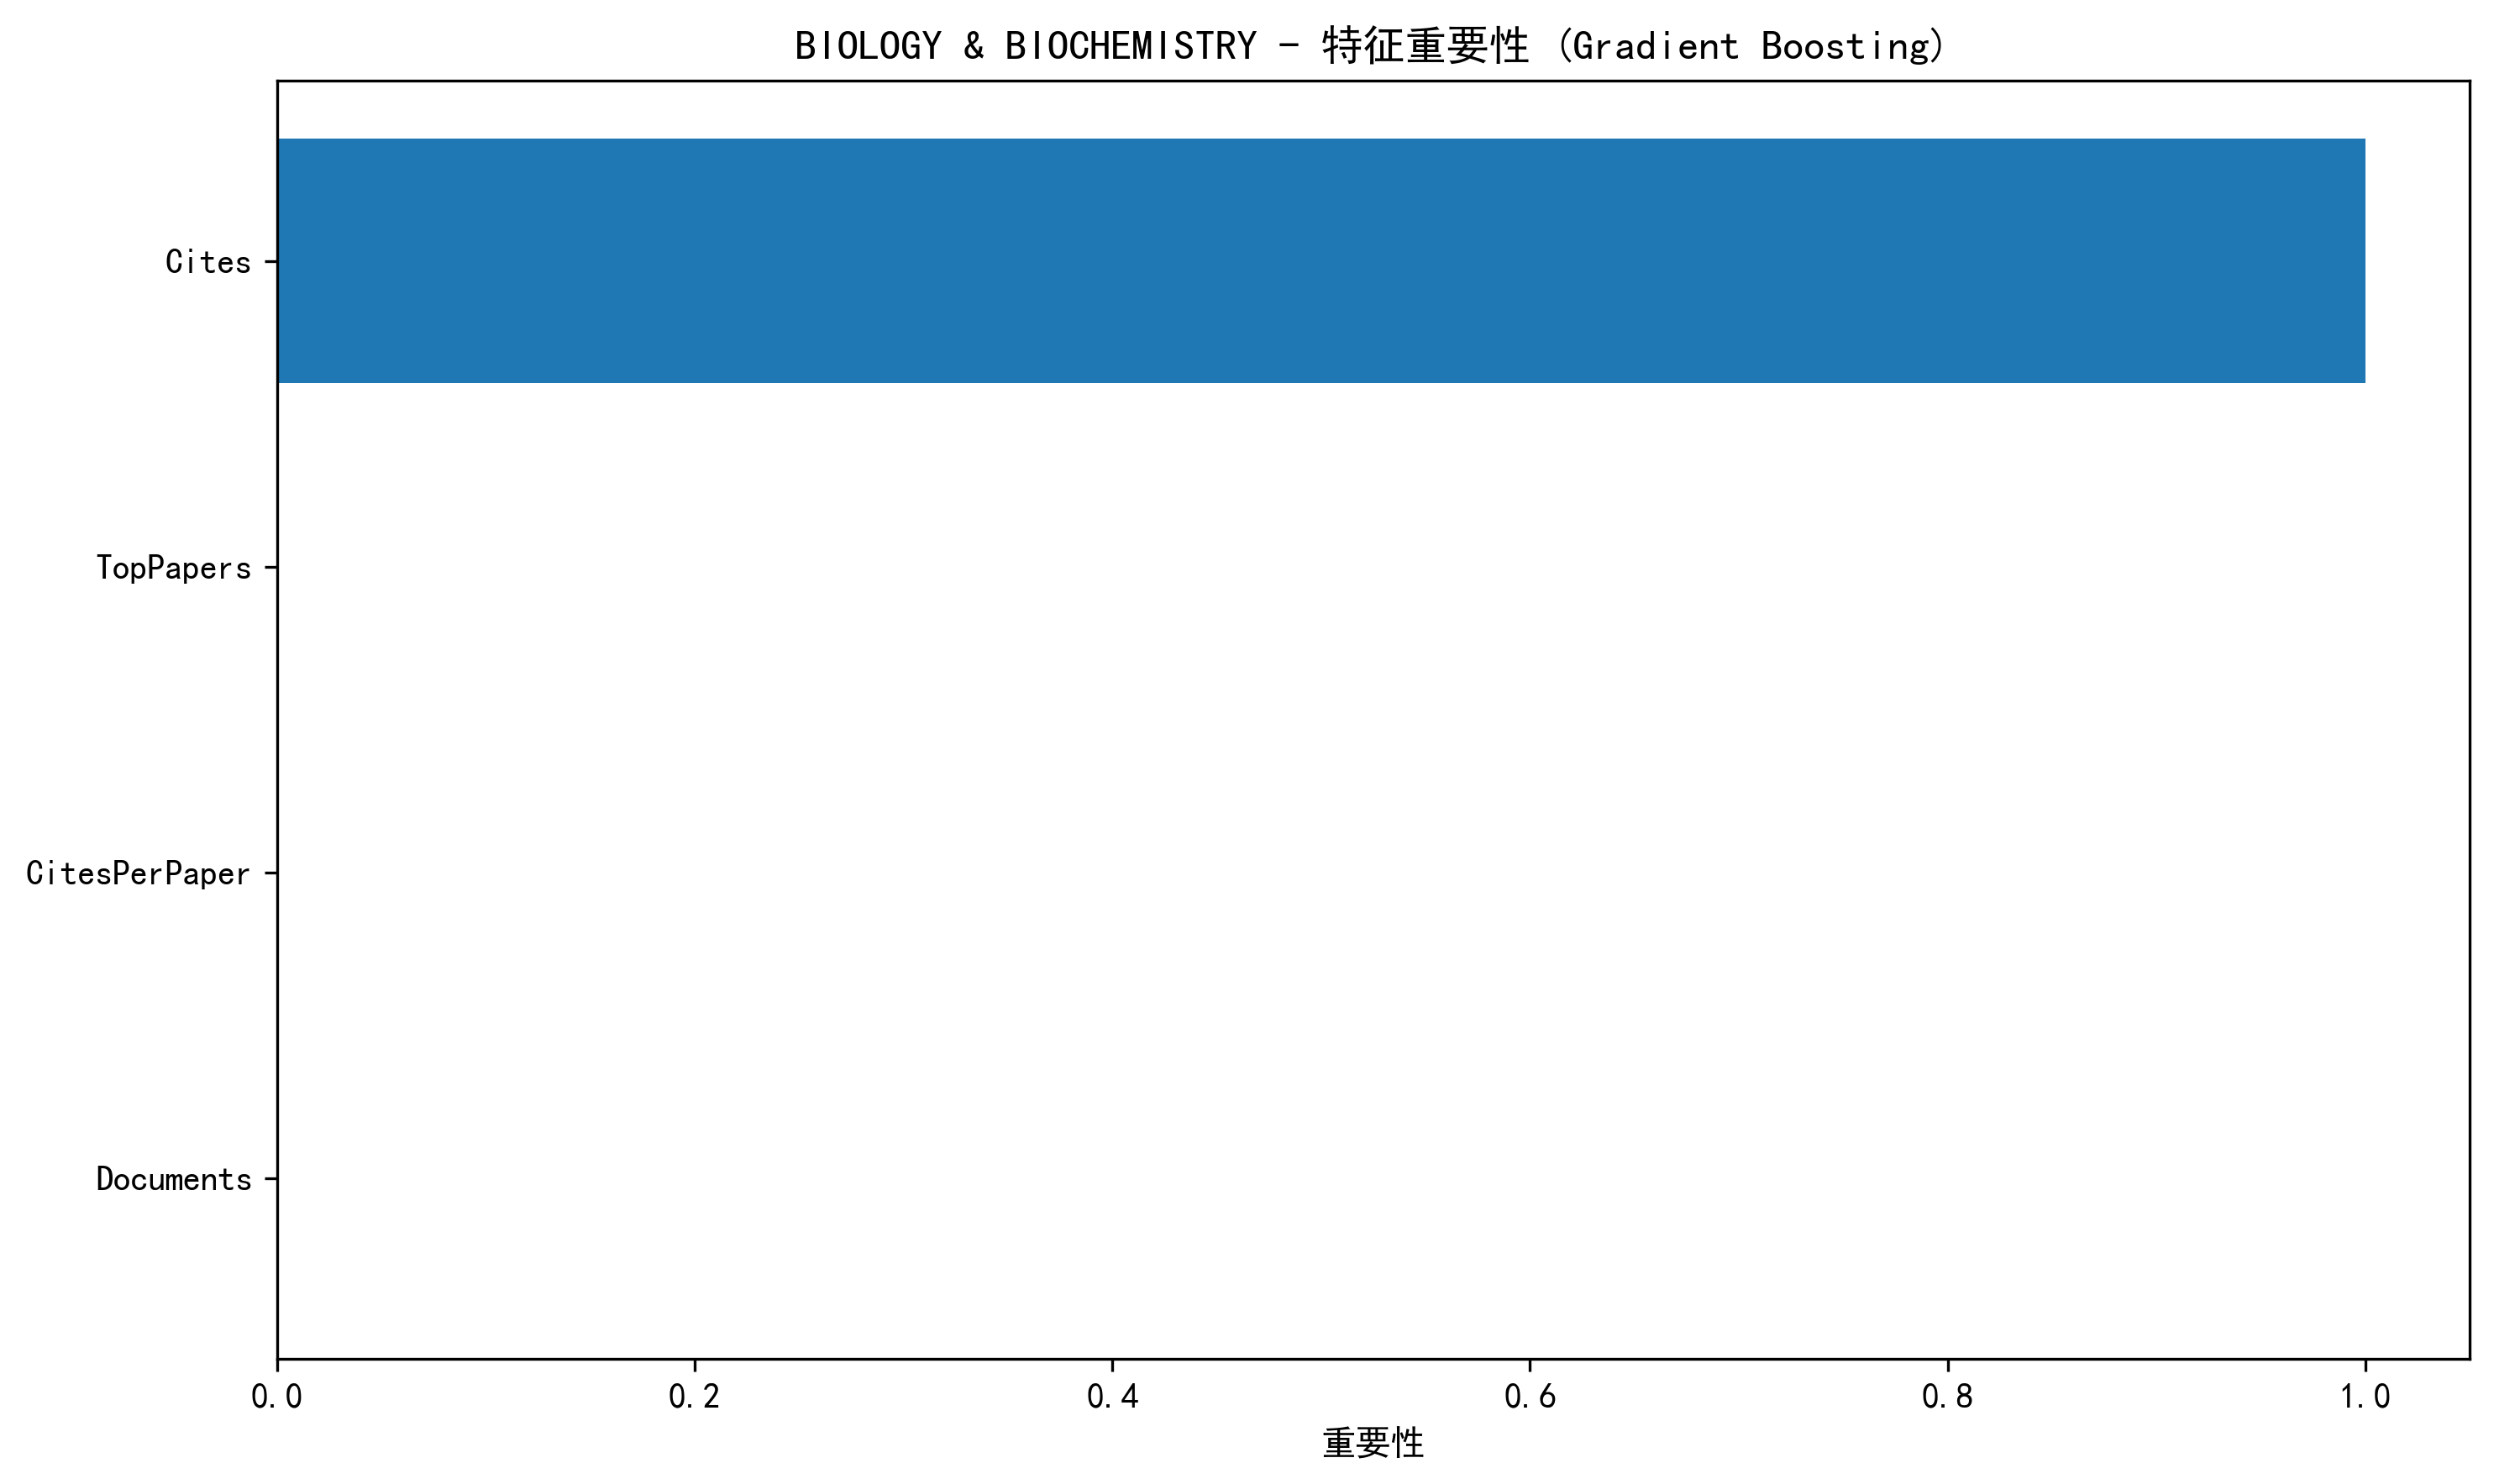 BIOLOGY & BIOCHEMISTRY - 特征重要性 (Gradient Boosting)
Cites
TopPapers
CitesPerPaper
Documents
0.0 0.2 0.4 0.6 0.8 1.0
重要性